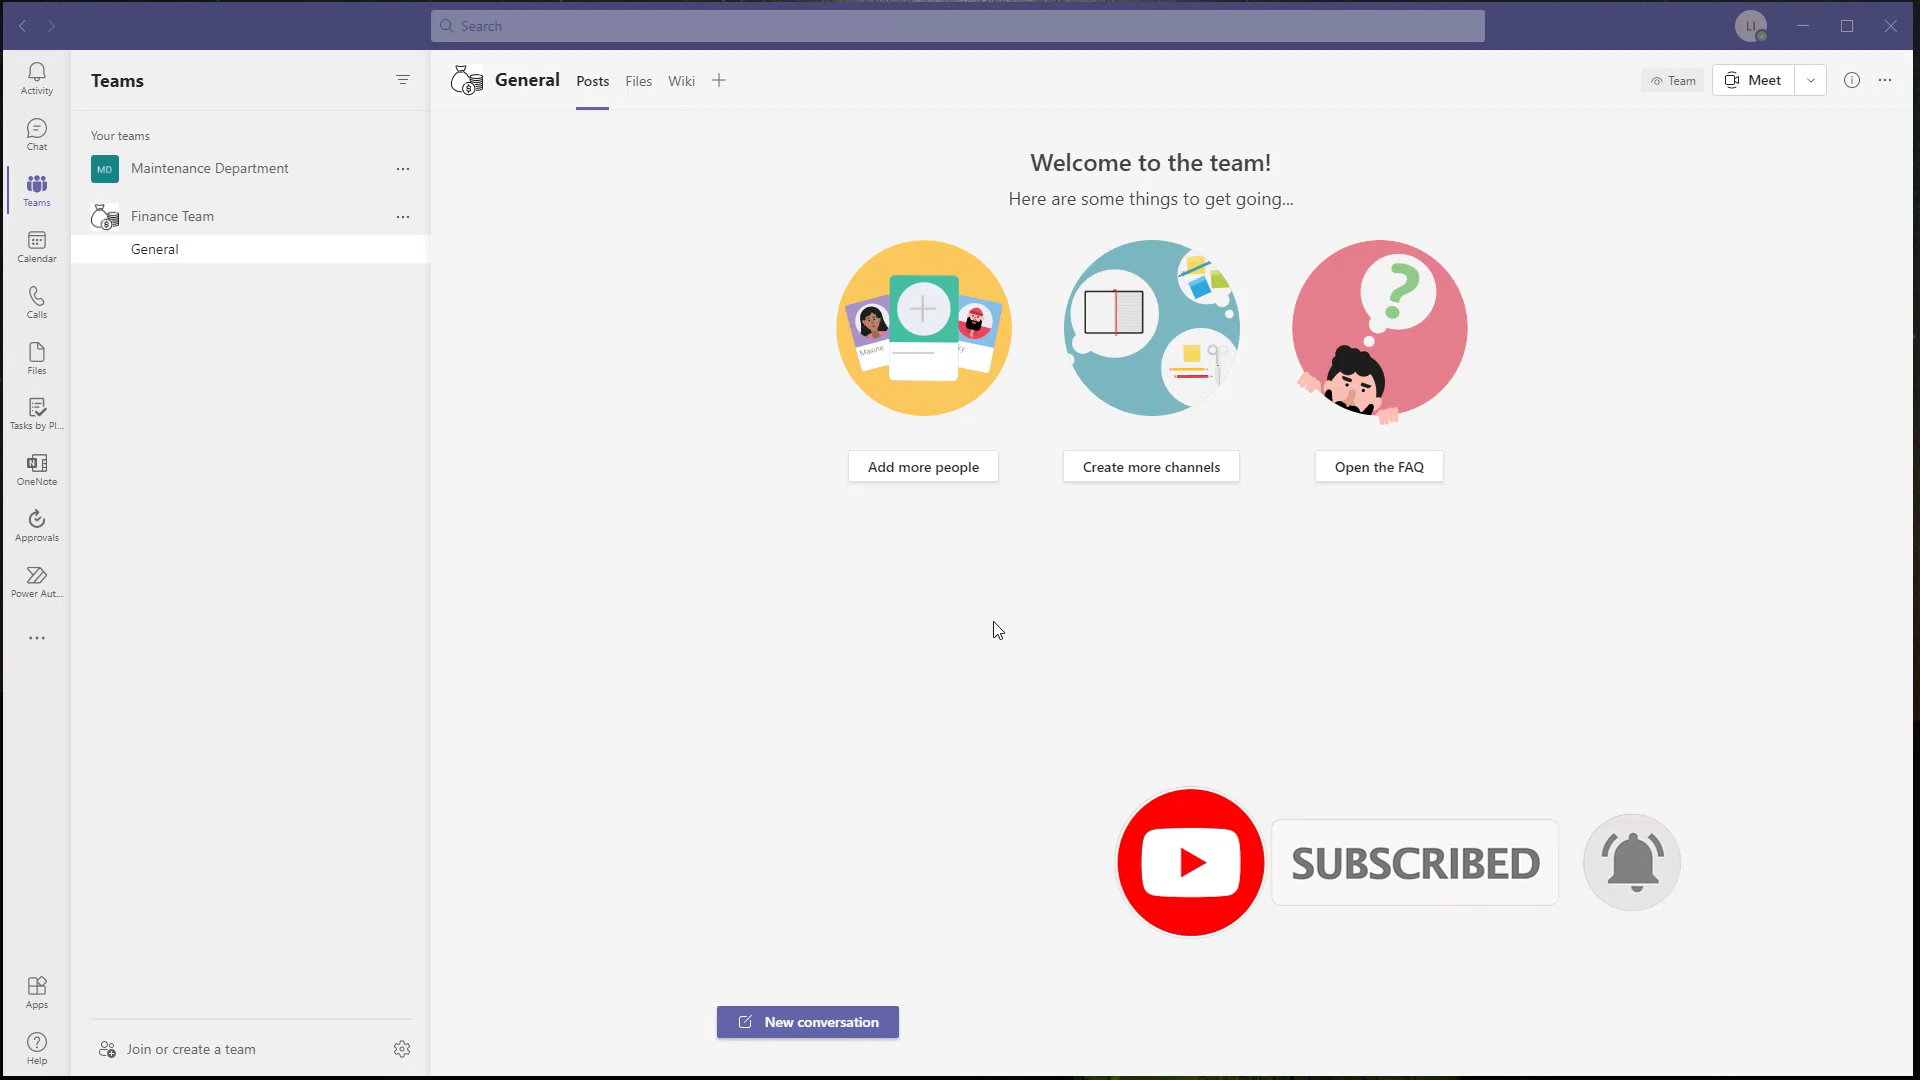 Search
LI
Activity
Chat
Teams
Calendar
Calls
Files
Tasks by Pl...
OneNote
Approvals
Power Aut...
Apps
Help
Teams
Your teams
MD Maintenance Department
Finance Team
General
Join or create a team
General Posts Files Wiki
Team
Meet
Welcome to the team!
Here are some things to get going...
Maxine
ky
Add more people
Create more channels
Open the FAQ
SUBSCRIBED
New conversation